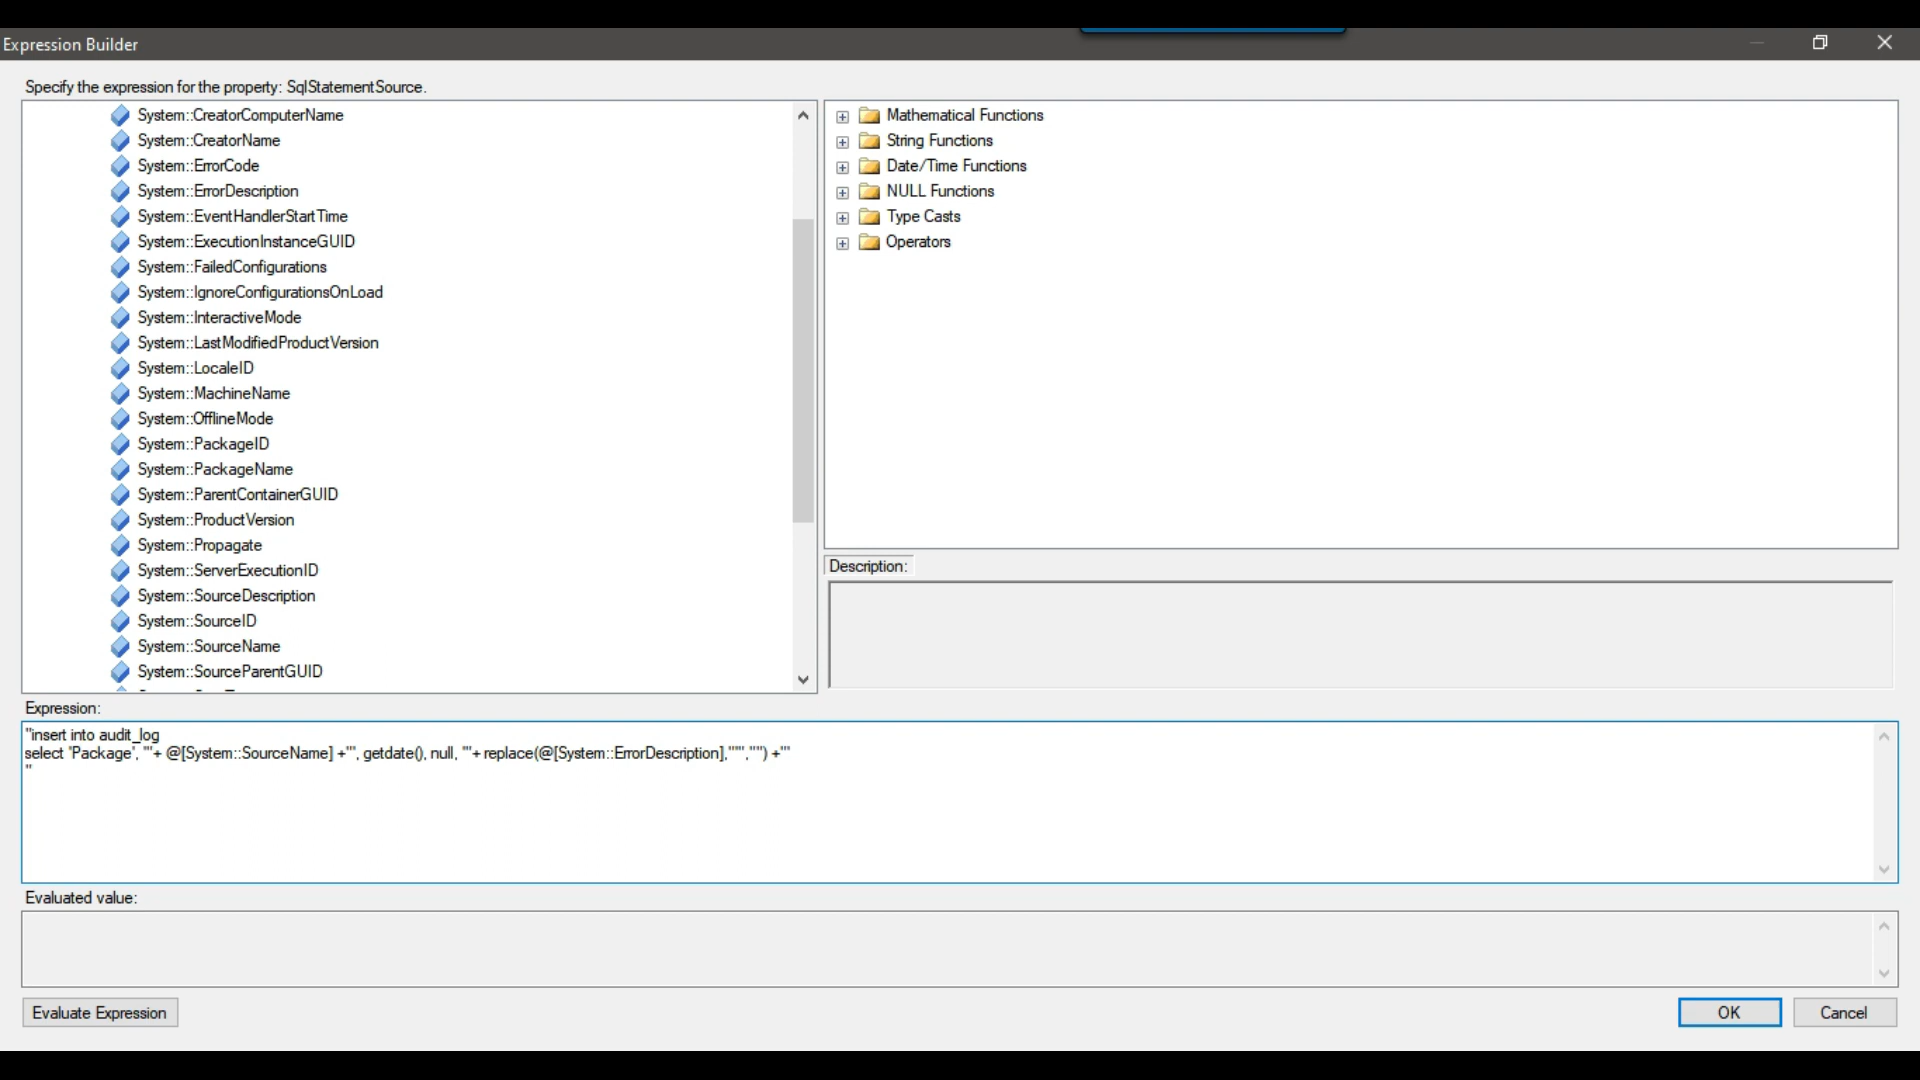 Expression Builder
Specify the expression for the property: SqlStatementSource.
System::CreatorComputerName
System::CreatorName
System::ErrorCode
System::ErrorDescription
System::EventHandlerStartTime
System::ExecutionInstanceGUID
System::FailedConfigurations
System::IgnoreConfigurationsOnLoad
System::InteractiveMode
System::LastModifiedProductVersion
System::LocaleID
System::MachineName
System::OfflineMode
System::PackageID
System::PackageName
System::ParentContainerGUID
System::ProductVersion
System::Propagate
System::ServerExecutionID
System::SourceDescription
System::SourceID
System::SourceName
System::SourceParentGUID
Mathematical Functions
String Functions
Date/Time Functions
NULL Functions
Type Casts
Operators
Description:
Expression:
"insert into audit_log
select 'Package', '"+ @[System::SourceName] +"', getdate(), null, '"+ replace(@[System::ErrorDescription],"'","''") +"'
"
Evaluated value:
Evaluate Expression
OK
Cancel